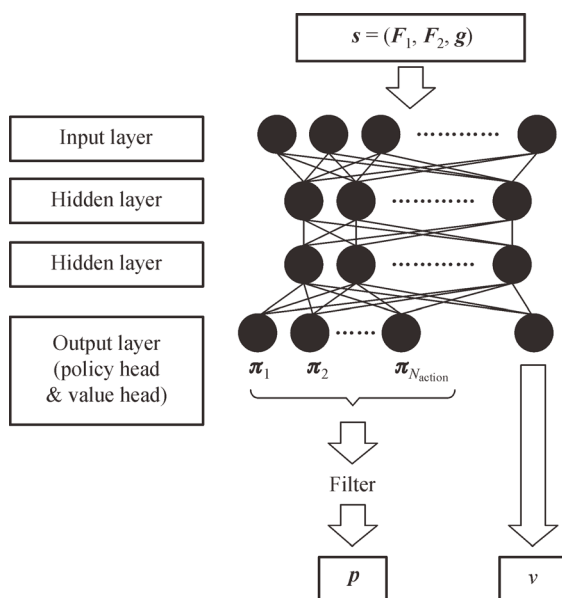 s = (F1, F2, g)
Input layer
Hidden layer
Hidden layer
Output layer
(policy head
& value head)
π1 π2 πNaction
Filter
p v